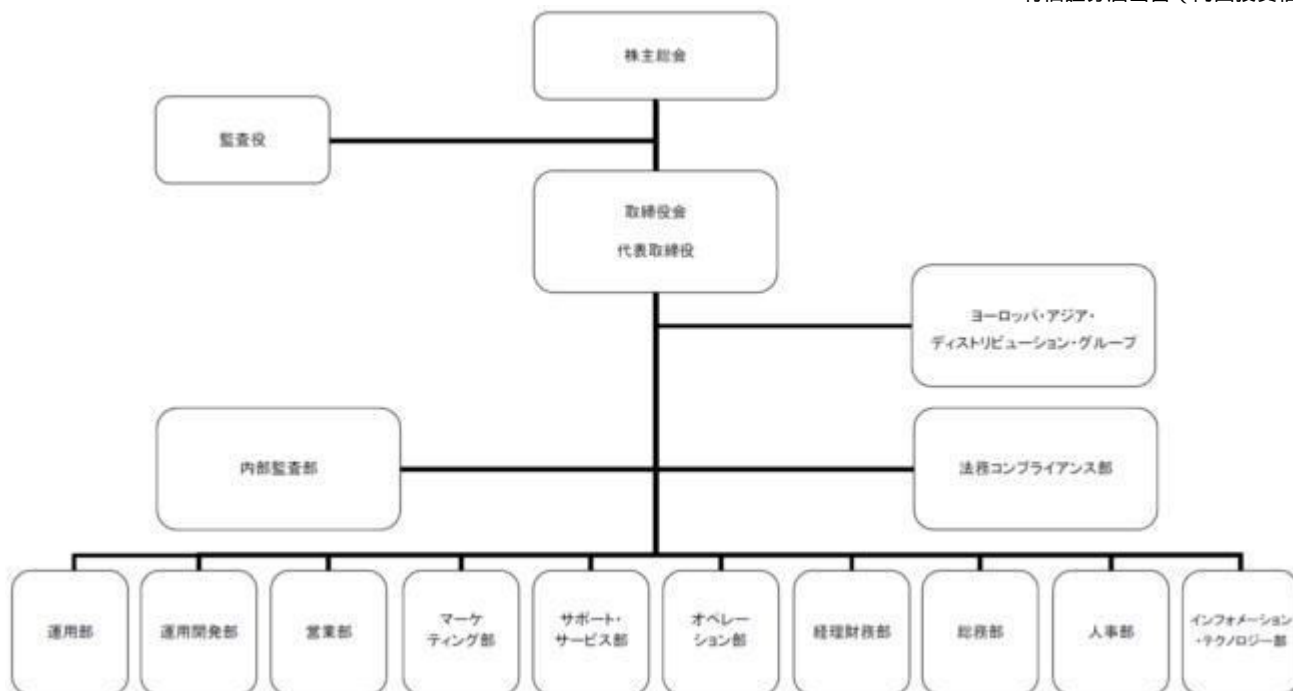 株主総会
監査役
取締役会
代表取締役
ヨーロッパ・アジア・
ディストリビューション・グループ
内部監査部
法務コンプライアンス部
運用部
運用開発部
営業部
マーケ
ティング部
サポート・
サービス部
オペレー
ション部
経理財務部
総務部
人事部
インフォメーション
・テクノロジー部